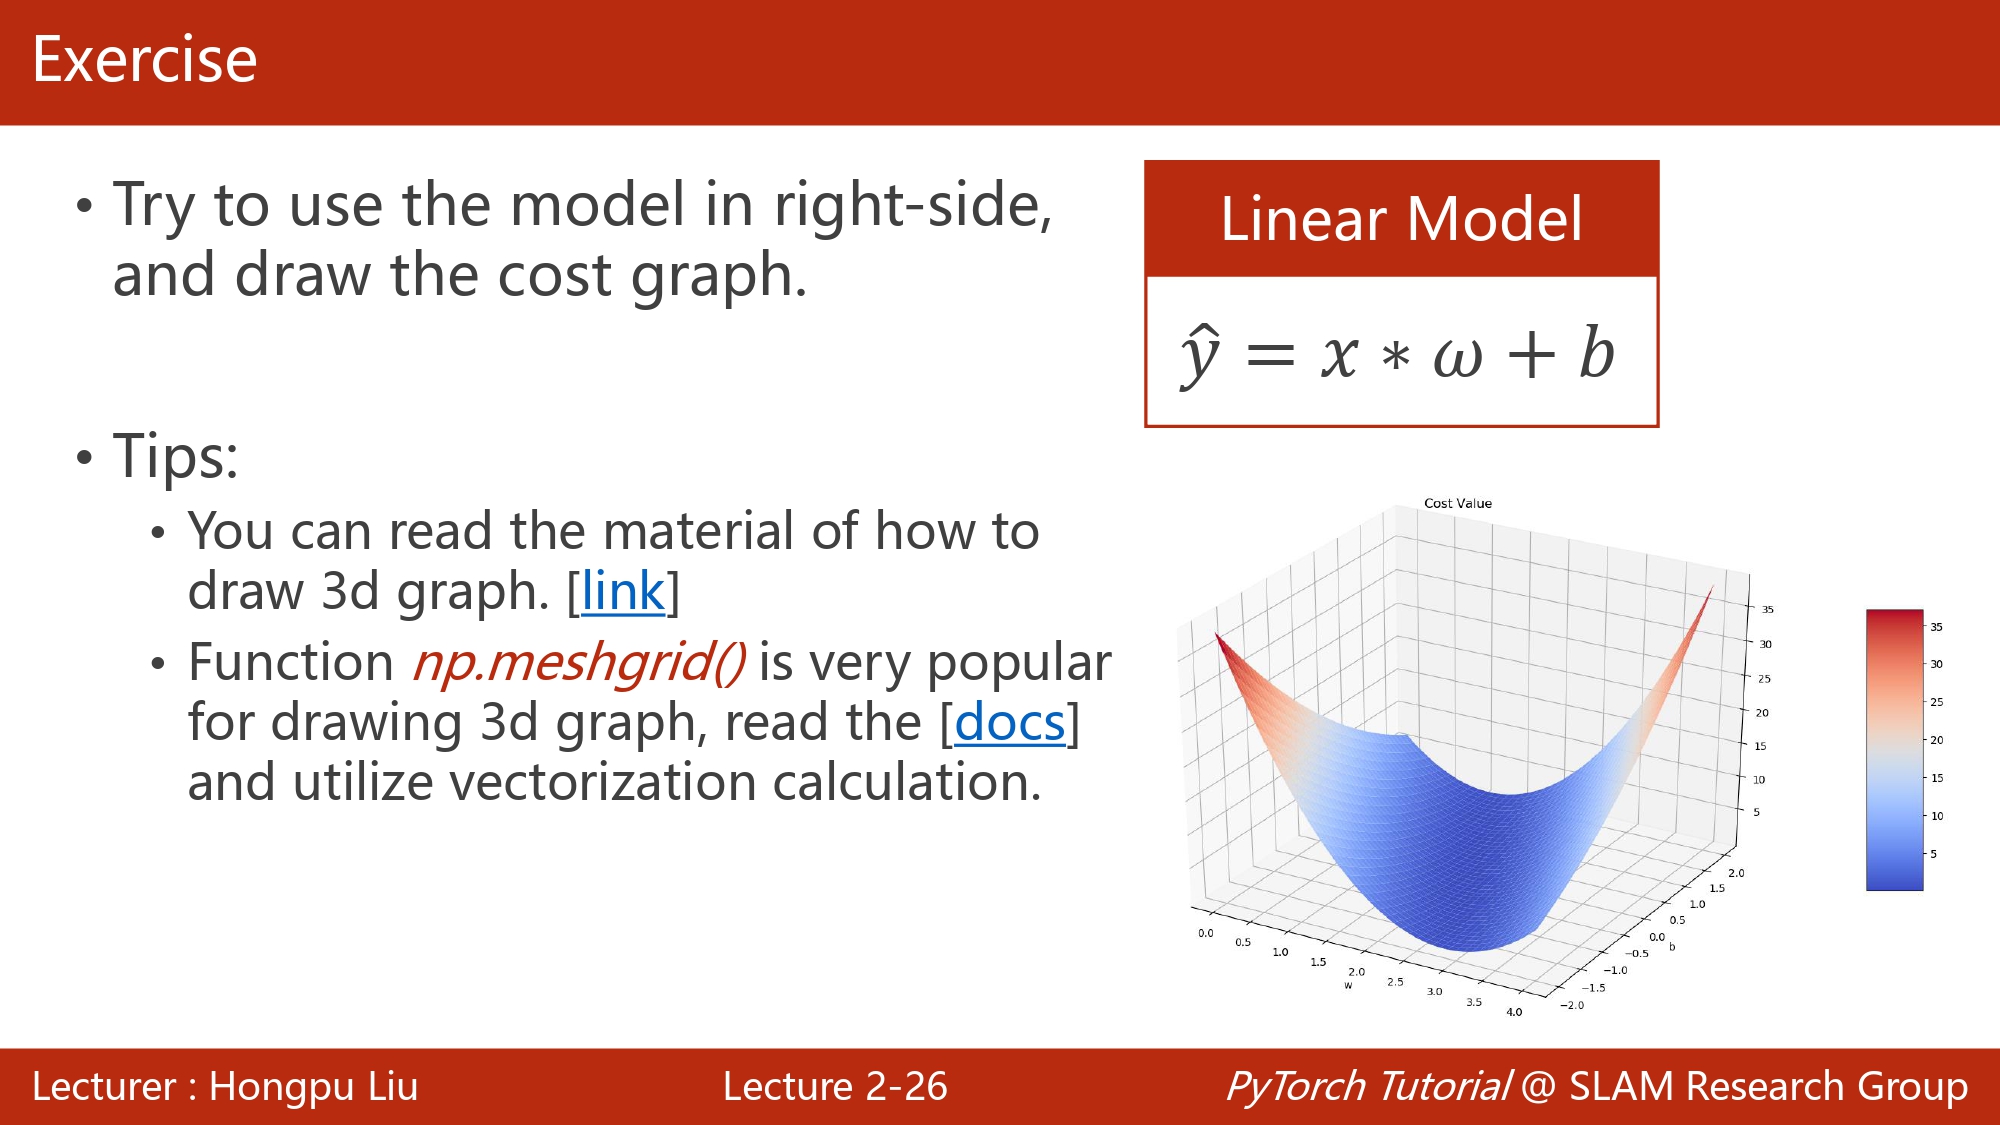 Exercise
• Try to use the model in right-side,
and draw the cost graph.
• Tips:
• You can read the material of how to
draw 3d graph. [link]
• Function np.meshgrid() is very popular
for drawing 3d graph, read the [docs]
and utilize vectorization calculation.
Linear Model
ŷ = x ∗ ω + b
Cost Value
35
30
25
20
15
10
5
2.0
1.5
1.0
0.5
0.0
b
−0.5
−1.0
−1.5
−2.0
0.0
0.5
1.0
1.5
2.0
w
2.5
3.0
3.5
4.0
35
30
25
20
15
10
5
Lecturer : Hongpu Liu
Lecture 2-26
PyTorch Tutorial @ SLAM Research Group